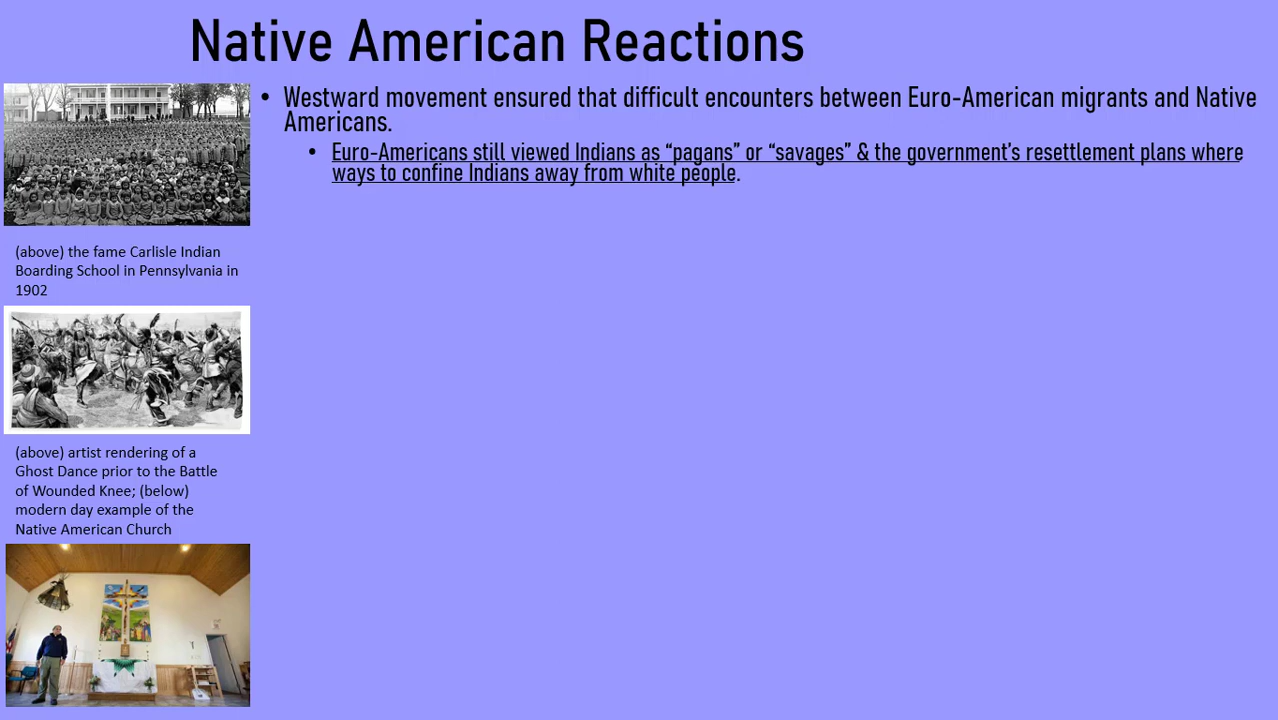 Native American Reactions
• Westward movement ensured that difficult encounters between Euro-American migrants and Native
Americans.
• Euro-Americans still viewed Indians as “pagans” or “savages” & the government’s resettlement plans where
ways to confine Indians away from white people.
(above) the fame Carlisle Indian
Boarding School in Pennsylvania in
1902
(above) artist rendering of a
Ghost Dance prior to the Battle
of Wounded Knee; (below)
modern day example of the
Native American Church